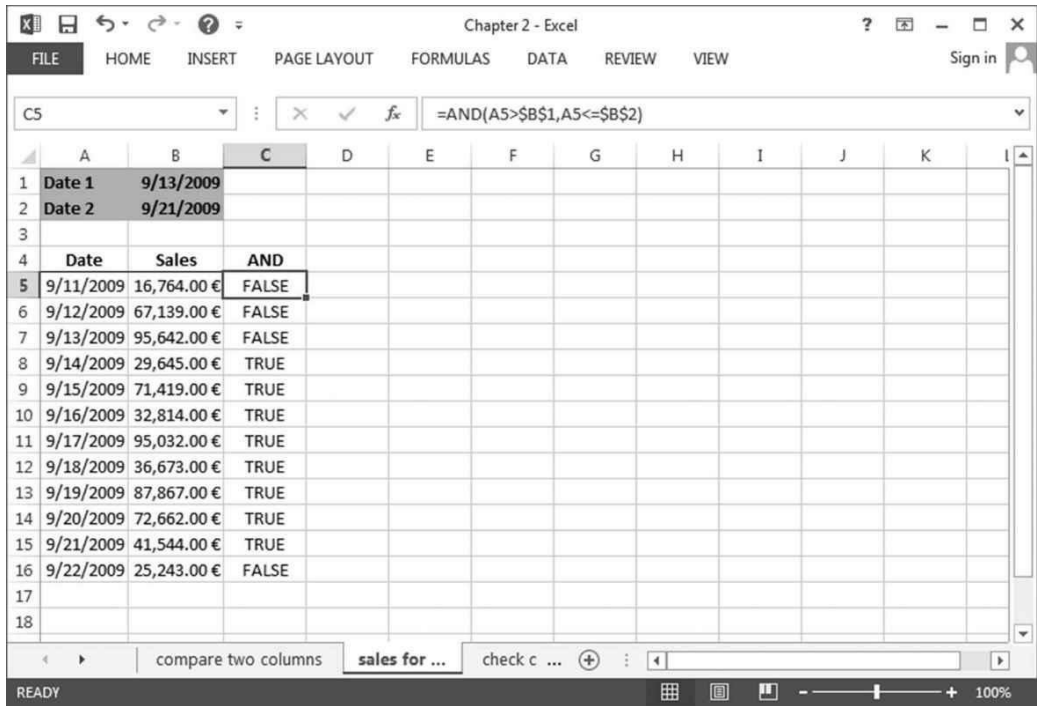 Chapter 2 - Excel
FILE HOME INSERT PAGE LAYOUT FORMULAS DATA REVIEW VIEW Sign in
C5 fx =AND(A5>$B$1,A5<=$B$2)
A B C D E F G H I J K L
1 Date 1 9/13/2009
2 Date 2 9/21/2009
3
4 Date Sales AND
5 9/11/2009 16,764.00 € FALSE
6 9/12/2009 67,139.00 € FALSE
7 9/13/2009 95,642.00 € FALSE
8 9/14/2009 29,645.00 € TRUE
9 9/15/2009 71,419.00 € TRUE
10 9/16/2009 32,814.00 € TRUE
11 9/17/2009 95,032.00 € TRUE
12 9/18/2009 36,673.00 € TRUE
13 9/19/2009 87,867.00 € TRUE
14 9/20/2009 72,662.00 € TRUE
15 9/21/2009 41,544.00 € TRUE
16 9/22/2009 25,243.00 € FALSE
17
18
compare two columns sales for ... check c ...
READY 100%